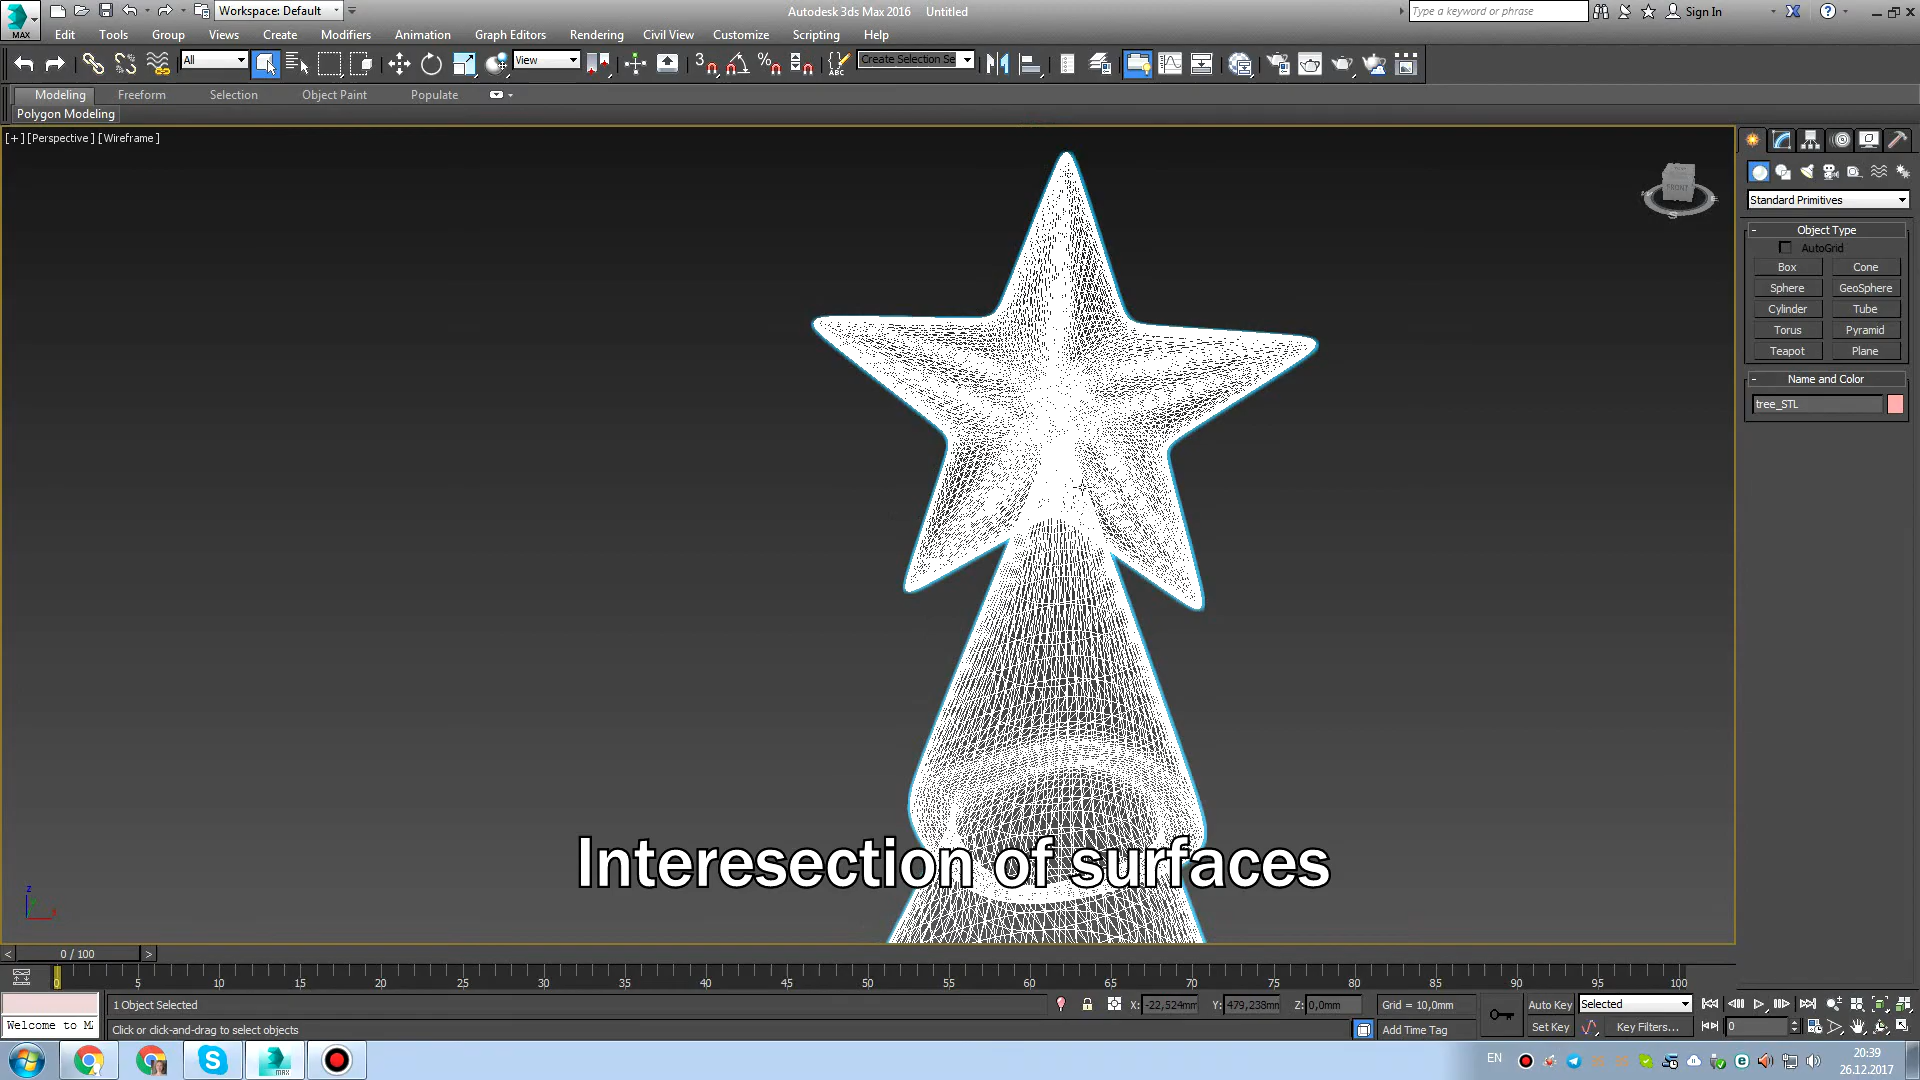 Workspace: Default
Autodesk 3ds Max 2016 Untitled
Type a keyword or phrase
Sign In
MAX
Edit Tools Group Views Create Modifiers Animation Graph Editors Rendering Civil View Customize Scripting Help
All
View
Create Selection Se
Modeling Freeform Selection Object Paint Populate
Polygon Modeling
[+] [Perspective] [Wireframe]
FRONT
Standard Primitives
- Object Type
AutoGrid
Box Cone
Sphere GeoSphere
Cylinder Tube
Torus Pyramid
Teapot Plane
- Name and Color
tree_STL
Interesection of surfaces
z
< 0 / 100 >
0 5 10 15 20 25 30 35 40 45 50 55 60 65 70 75 80 85 90 95 100
1 Object Selected
X: -22,524mm Y: 479,238mm Z: 0,0mm Grid = 10,0mm
Auto Key Selected
Welcome to M
Click or click-and-drag to select objects
Add Time Tag
Set Key Key Filters...
0
EN
20:39
26.12.2017